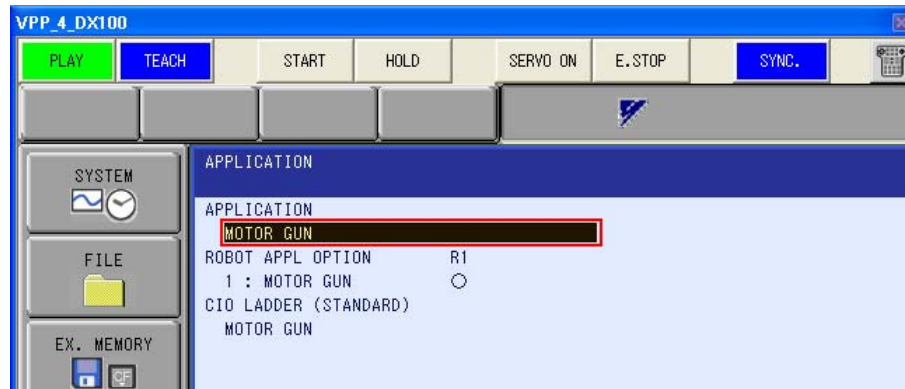 VPP_4_DX100
PLAY TEACH START HOLD SERVO ON E.STOP SYNC.
SYSTEM
FILE
EX. MEMORY
CF
APPLICATION
APPLICATION
MOTOR GUN
ROBOT APPL OPTION R1
1 : MOTOR GUN ○
CIO LADDER (STANDARD)
MOTOR GUN